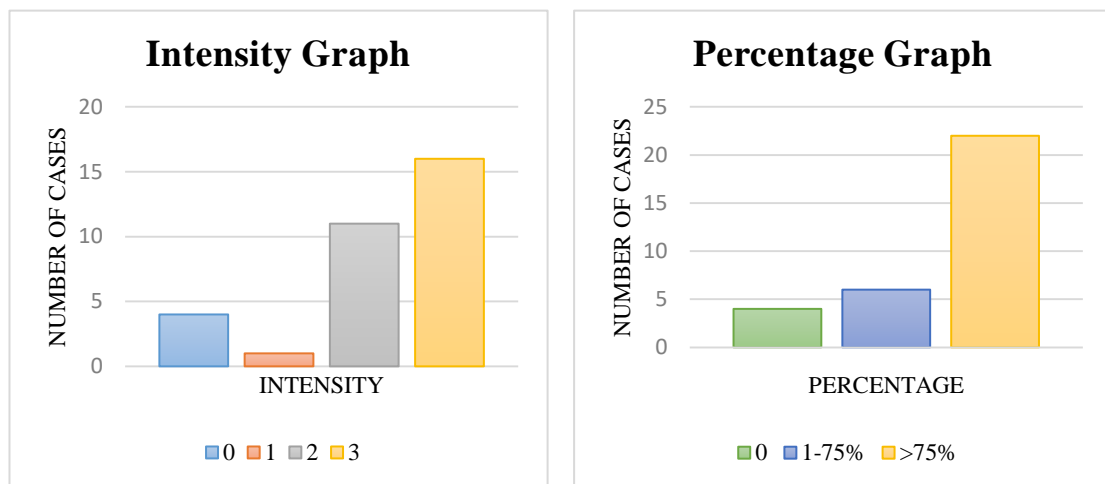 Intensity Graph
NUMBER OF CASES
20
15
10
5
0
INTENSITY
0 1 2 3
Percentage Graph
NUMBER OF CASES
25
20
15
10
5
0
PERCENTAGE
0 1-75% >75%